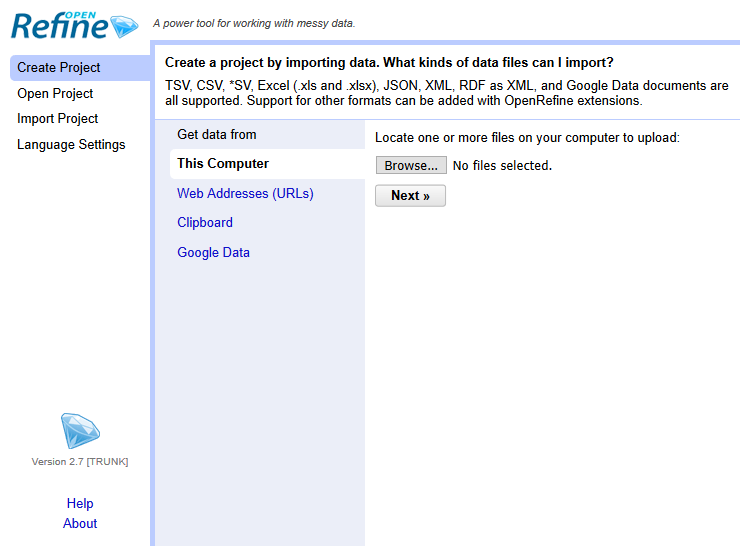 OPEN
Refine
A power tool for working with messy data.
Create Project
Open Project
Import Project
Language Settings
Create a project by importing data. What kinds of data files can I import?
TSV, CSV, *SV, Excel (.xls and .xlsx), JSON, XML, RDF as XML, and Google Data documents are
all supported. Support for other formats can be added with OpenRefine extensions.
Get data from
This Computer
Web Addresses (URLs)
Clipboard
Google Data
Locate one or more files on your computer to upload:
Browse... No files selected.
Next »
Version 2.7 [TRUNK]
Help
About